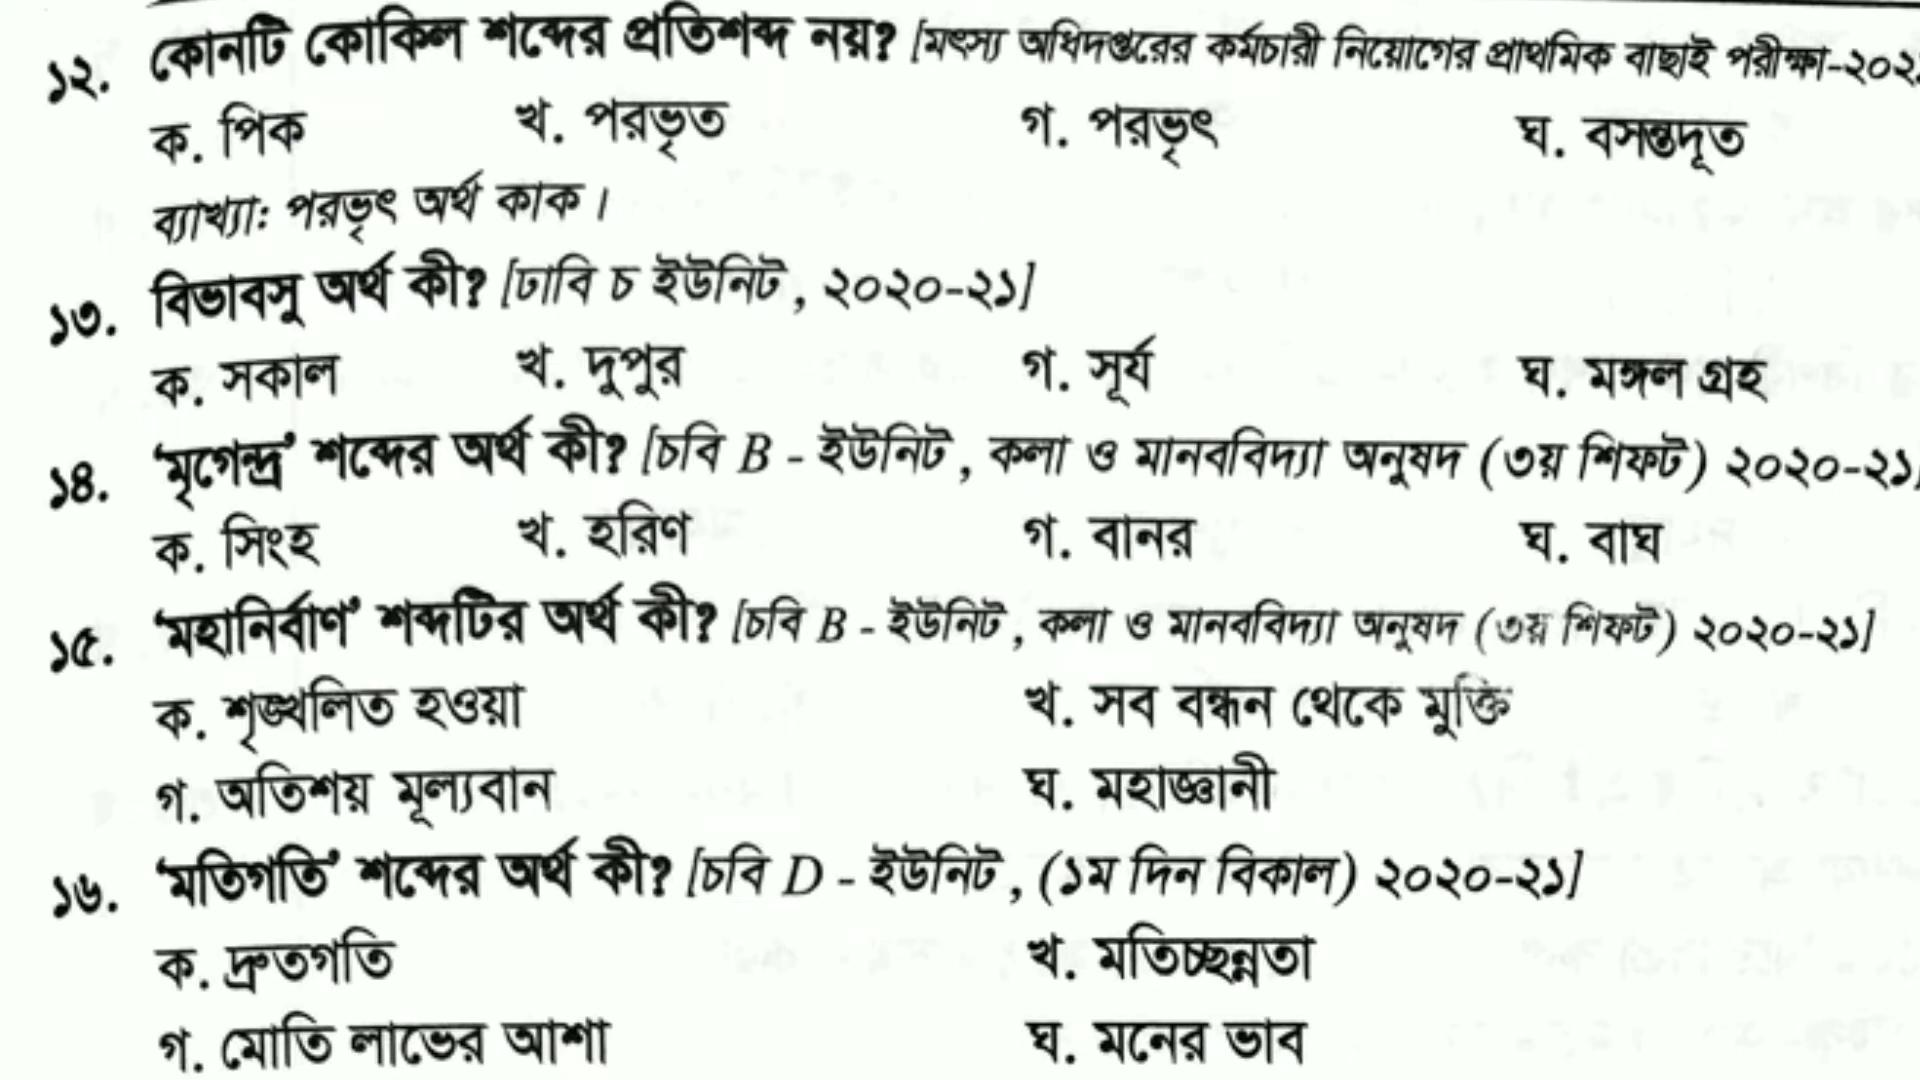 ১২. কোনটি কোকিল শব্দের প্রতিশব্দ নয়? [মৎস্য অধিদপ্তরের কর্মচারী নিয়োগের প্রাথমিক বাছাই পরীক্ষা-২০২
ক. পিক খ. পরভৃত গ. পরভৃৎ ঘ. বসন্তদূত
ব্যাখ্যাঃ পরভৃৎ অর্থ কাক।
১৩. বিভাবসু অর্থ কী? [ঢাবি চ ইউনিট, ২০২০-২১]
ক. সকাল খ. দুপুর গ. সূর্য ঘ. মঙ্গল গ্রহ
১৪. ‘মৃগেন্দ্র’ শব্দের অর্থ কী? [চবি B - ইউনিট, কলা ও মানববিদ্যা অনুষদ (৩য় শিফট) ২০২০-২১]
ক. সিংহ খ. হরিণ গ. বানর ঘ. বাঘ
১৫. ‘মহানির্বাণ’ শব্দটির অর্থ কী? [চবি B - ইউনিট, কলা ও মানববিদ্যা অনুষদ (৩য় শিফট) ২০২০-২১]
ক. শৃঙ্খলিত হওয়া খ. সব বন্ধন থেকে মুক্তি
গ. অতিশয় মূল্যবান ঘ. মহাজ্ঞানী
১৬. ‘মতিগতি’ শব্দের অর্থ কী? [চবি D - ইউনিট, (১ম দিন বিকাল) ২০২০-২১]
ক. দ্রুতগতি খ. মতিচ্ছন্নতা
গ. মোতি লাভের আশা ঘ. মনের ভাব